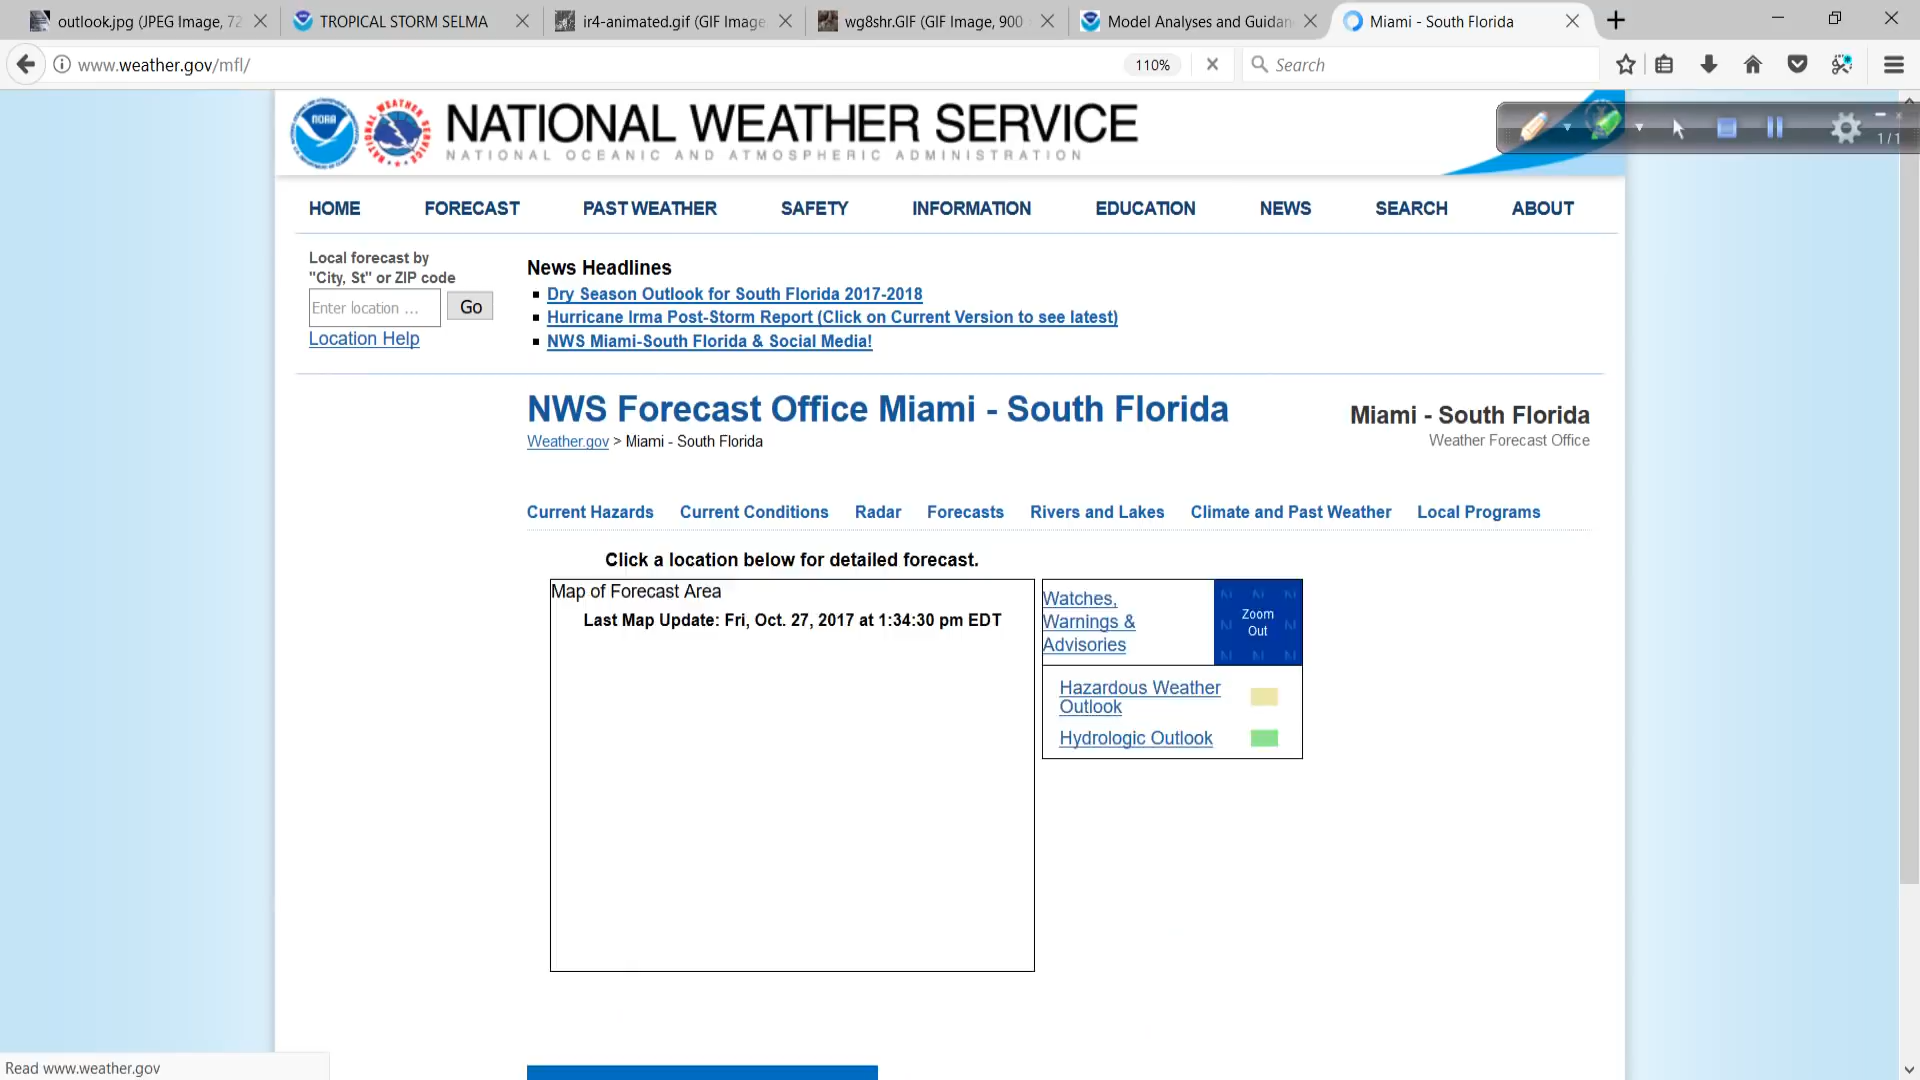 outlook.jpg (JPEG Image, 72
TROPICAL STORM SELMA
ir4-animated.gif (GIF Image,
wg8shr.GIF (GIF Image, 900
Model Analyses and Guidan
Miami - South Florida
www.weather.gov/mfl/
110%
Search
NATIONAL WEATHER SERVICE
NATIONAL OCEANIC AND ATMOSPHERIC ADMINISTRATION
1/1
HOME
FORECAST
PAST WEATHER
SAFETY
INFORMATION
EDUCATION
NEWS
SEARCH
ABOUT
Local forecast by
"City, St" or ZIP code
Enter location ...
Go
Location Help
News Headlines
Dry Season Outlook for South Florida 2017-2018
Hurricane Irma Post-Storm Report (Click on Current Version to see latest)
NWS Miami-South Florida & Social Media!
NWS Forecast Office Miami - South Florida
Miami - South Florida
Weather Forecast Office
Weather.gov > Miami - South Florida
Current Hazards
Current Conditions
Radar
Forecasts
Rivers and Lakes
Climate and Past Weather
Local Programs
Click a location below for detailed forecast.
Map of Forecast Area
Last Map Update: Fri, Oct. 27, 2017 at 1:34:30 pm EDT
Watches,
Warnings &
Advisories
Zoom
Out
Hazardous Weather
Outlook
Hydrologic Outlook
Read www.weather.gov